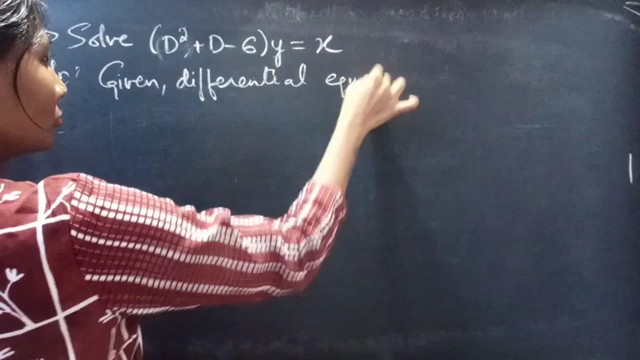 Solve (D²+D-6)y = x
Given, differential equ